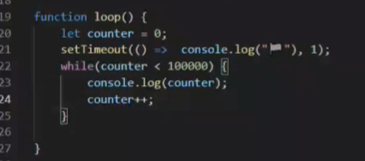 19 function loop() {
20 let counter = 0;
21 setTimeout(() => console.log("🏴"), 1);
22 while(counter < 100000) {
23 console.log(counter);
24 counter++;
25 }
26
27 }